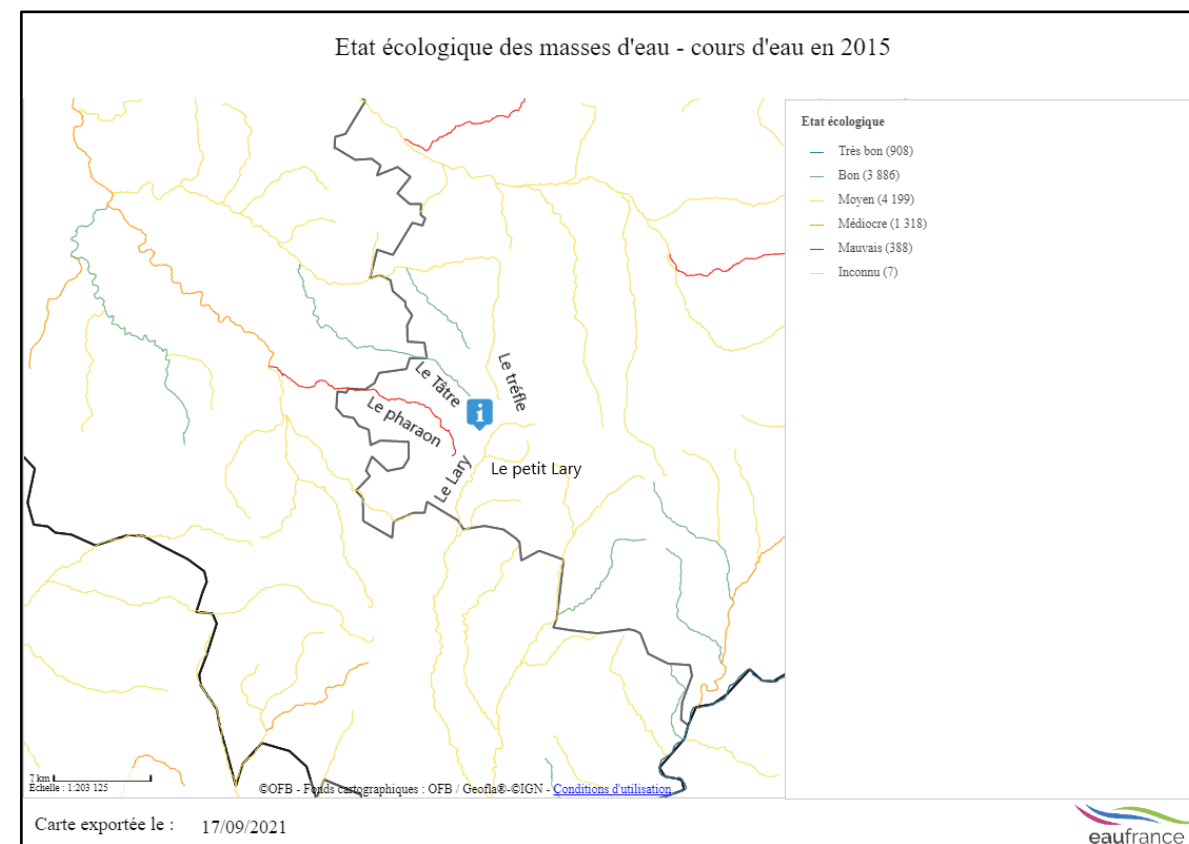 Etat écologique des masses d'eau - cours d'eau en 2015
Etat écologique
Très bon (908)
Bon (3 886)
Moyen (4 199)
Médiocre (1 318)
Mauvais (388)
Inconnu (7)
Le Tâtre
Le tréfle
Le pharaon
Le Lary
Le petit Lary
7 km
Échelle : 1:203 125
©OFB - Fonds cartographiques : OFB / Geofla®-©IGN - Conditions d'utilisation
Carte exportée le : 17/09/2021
eaufrance